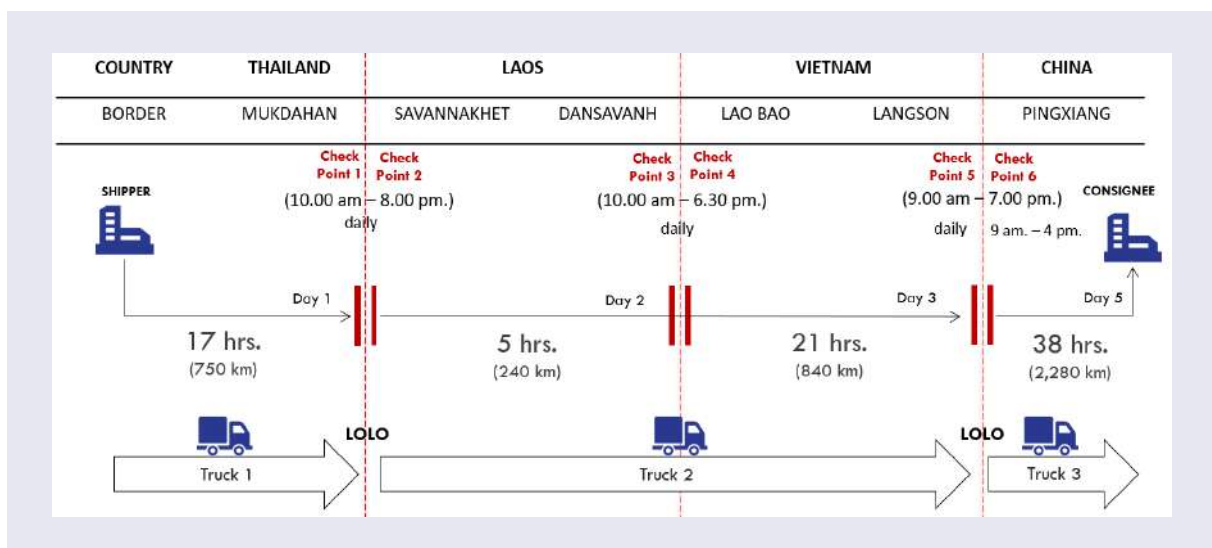 COUNTRY THAILAND LAOS VIETNAM CHINA
BORDER MUKDAHAN SAVANNAKHET DANSAVANH LAO BAO LANGSON PINGXIANG
Check Check Check Check Check Check
Point 1 Point 2 Point 3 Point 4 Point 5 Point 6
SHIPPER CONSIGNEE
(10.00 am – 8.00 pm.) (10.00 am – 6.30 pm.) (9.00 am – 7.00 pm.)
daily daily daily 9 am. – 4 pm.
Day 1 Day 2 Day 3 Day 5
17 hrs. 5 hrs. 21 hrs. 38 hrs.
(750 km) (240 km) (840 km) (2,280 km)
LOLO LOLO
Truck 1 Truck 2 Truck 3